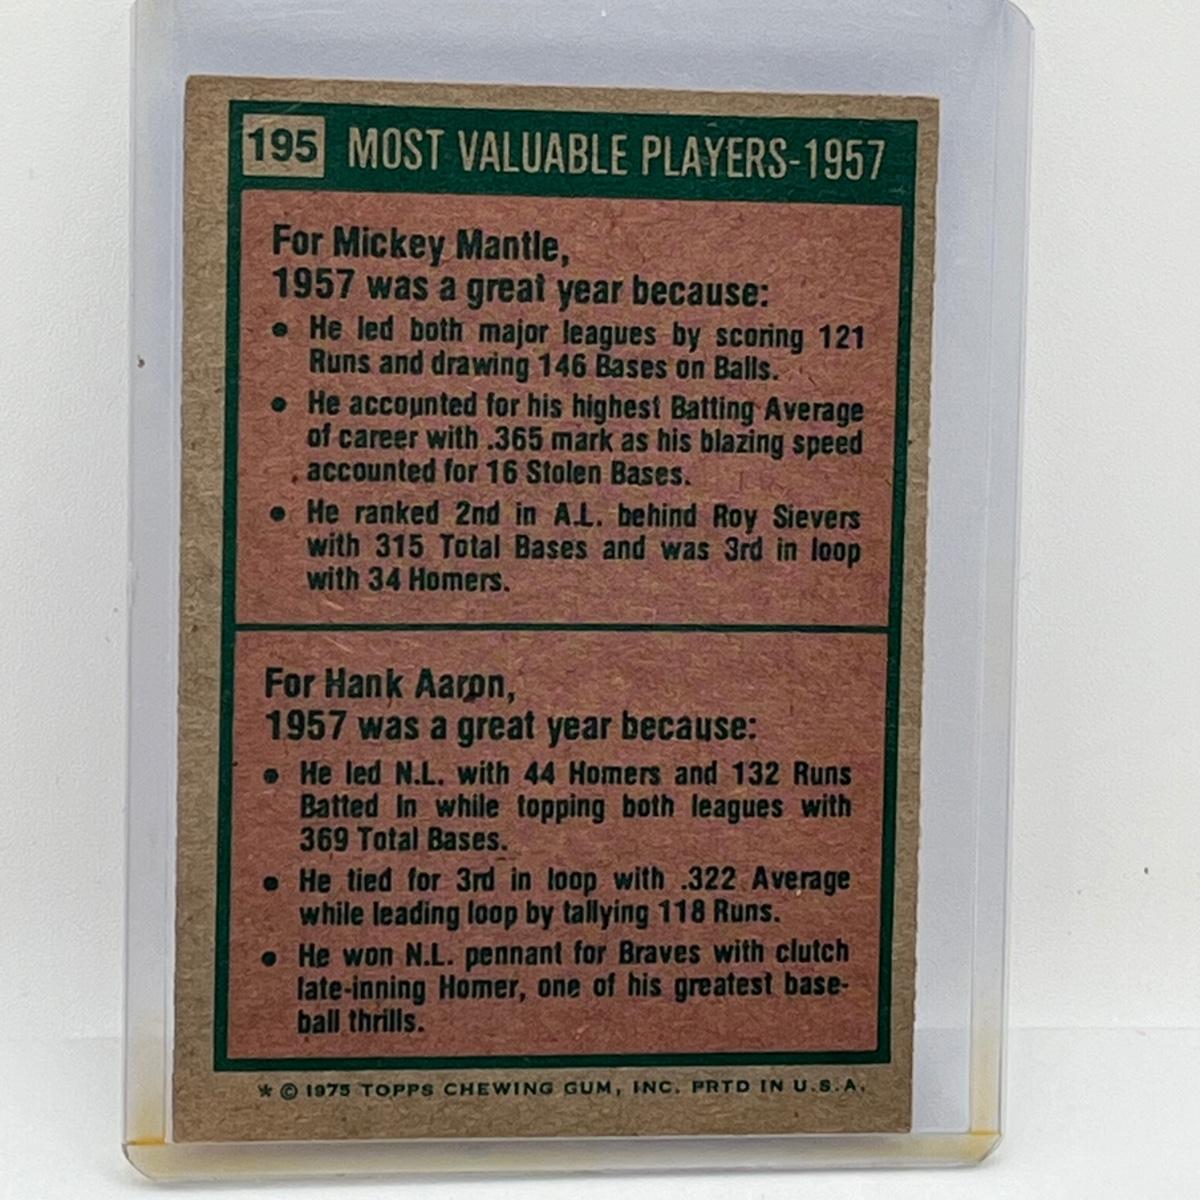 195 MOST VALUABLE PLAYERS-1957
For Mickey Mantle,
1957 was a great year because:
• He led both major leagues by scoring 121
Runs and drawing 146 Bases on Balls.
• He accounted for his highest Batting Average
of career with .365 mark as his blazing speed
accounted for 16 Stolen Bases.
• He ranked 2nd in A.L. behind Roy Sievers
with 315 Total Bases and was 3rd in loop
with 34 Homers.
For Hank Aaron,
1957 was a great year because:
• He led N.L. with 44 Homers and 132 Runs
Batted In while topping both leagues with
369 Total Bases.
• He tied for 3rd in loop with .322 Average
while leading loop by tallying 118 Runs.
• He won N.L. pennant for Braves with clutch
late-inning Homer, one of his greatest base-
ball thrills.
* © 1975 TOPPS CHEWING GUM, INC. PRTD IN U.S.A.